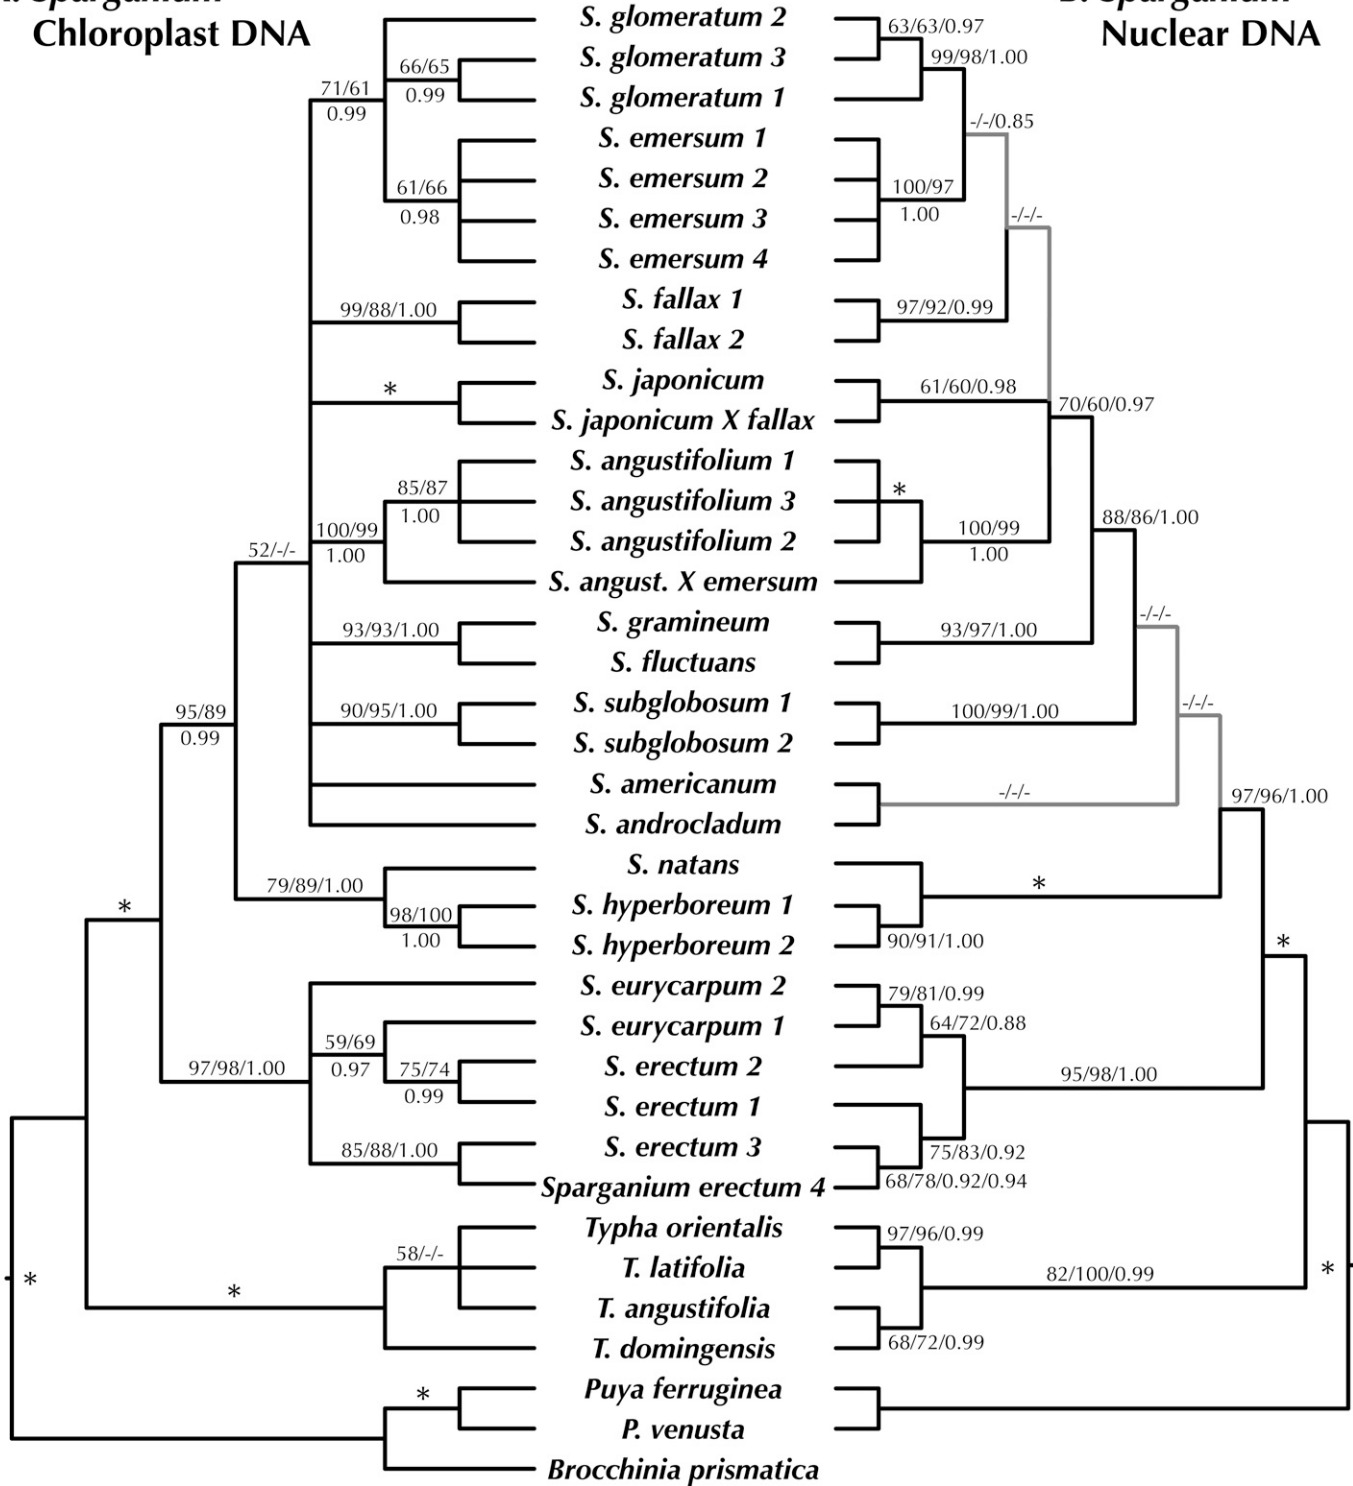 Sparganium
Chloroplast DNA
B. Sparganium
Nuclear DNA
S. glomeratum 2
63/63/0.97
66/65
S. glomeratum 3
99/98/1.00
71/61
0.99
S. glomeratum 1
0.99
-/-/0.85
S. emersum 1
61/66
S. emersum 2
100/97
0.98
S. emersum 3
1.00
-/-/-
S. emersum 4
99/88/1.00
S. fallax 1
97/92/0.99
S. fallax 2
*
S. japonicum
61/60/0.98
S. japonicum X fallax
70/60/0.97
S. angustifolium 1
85/87
*
1.00
S. angustifolium 3
88/86/1.00
100/99
S. angustifolium 2
100/99
52/-/-
1.00
1.00
S. angust. X emersum
93/93/1.00
S. gramineum
93/97/1.00
-/-/-
S. fluctuans
95/89
90/95/1.00
S. subglobosum 1
100/99/1.00
-/-/-
0.99
S. subglobosum 2
S. americanum
-/-/-
97/96/1.00
S. androcladum
S. natans
79/89/1.00
*
*
98/100
S. hyperboreum 1
1.00
S. hyperboreum 2
90/91/1.00
*
S. eurycarpum 2
79/81/0.99
59/69
S. eurycarpum 1
64/72/0.88
97/98/1.00
0.97
75/74
S. erectum 2
95/98/1.00
0.99
S. erectum 1
85/88/1.00
S. erectum 3
75/83/0.92
Sparganium erectum 4
68/78/0.92/0.94
Typha orientalis
97/96/0.99
58/-/-
*
*
T. latifolia
82/100/0.99
*
T. angustifolia
68/72/0.99
T. domingensis
*
Puya ferruginea
P. venusta
Brocchinia prismatica